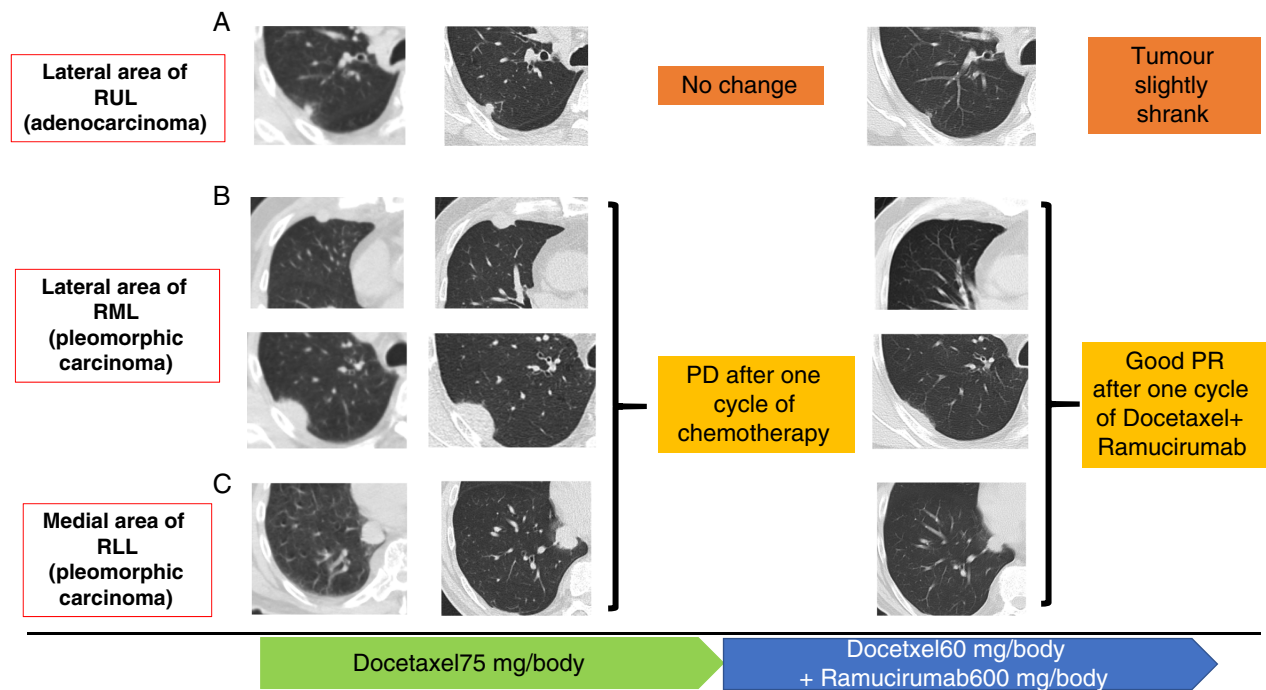 A
Lateral area of
RUL
(adenocarcinoma)
No change
Tumour
slightly
shrank
B
Lateral area of
RML
(pleomorphic
carcinoma)
PD after one
cycle of
chemotherapy
Good PR
after one cycle
of Docetaxel+
Ramucirumab
C
Medial area of
RLL
(pleomorphic
carcinoma)
Docetaxel75 mg/body
Docetxel60 mg/body
+ Ramucirumab600 mg/body